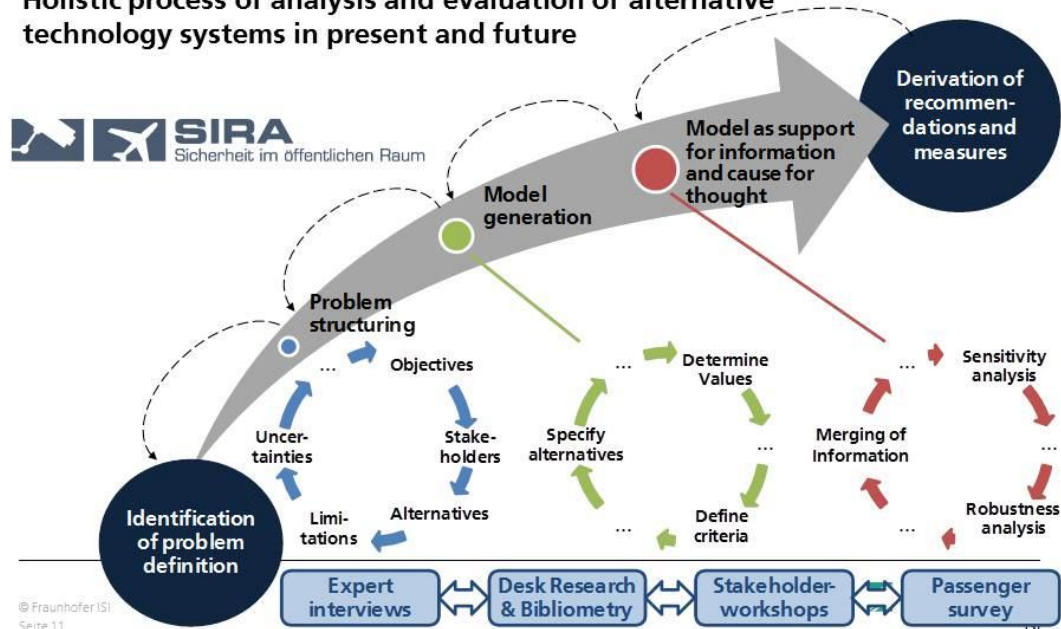 Holistic process of analysis and evaluation of alternative
technology systems in present and future
SIRA
Sicherheit im öffentlichen Raum
Derivation of
recommen-
dations and
measures
Model as support
for information
and cause for
thought
Model
generation
Problem
structuring
Identification
of problem
definition
...
Objectives
Stake-
holders
Alternatives
Limi-
tations
Uncer-
tainties
...
Determine
Values
...
Define
criteria
...
Specify
alternatives
...
Sensitivity
analysis
...
Robustness
analysis
...
Merging of
Information
Expert
interviews
Desk Research
& Bibliometry
Stakeholder-
workshops
Passenger
survey
© Fraunhofer ISI
Seite 11